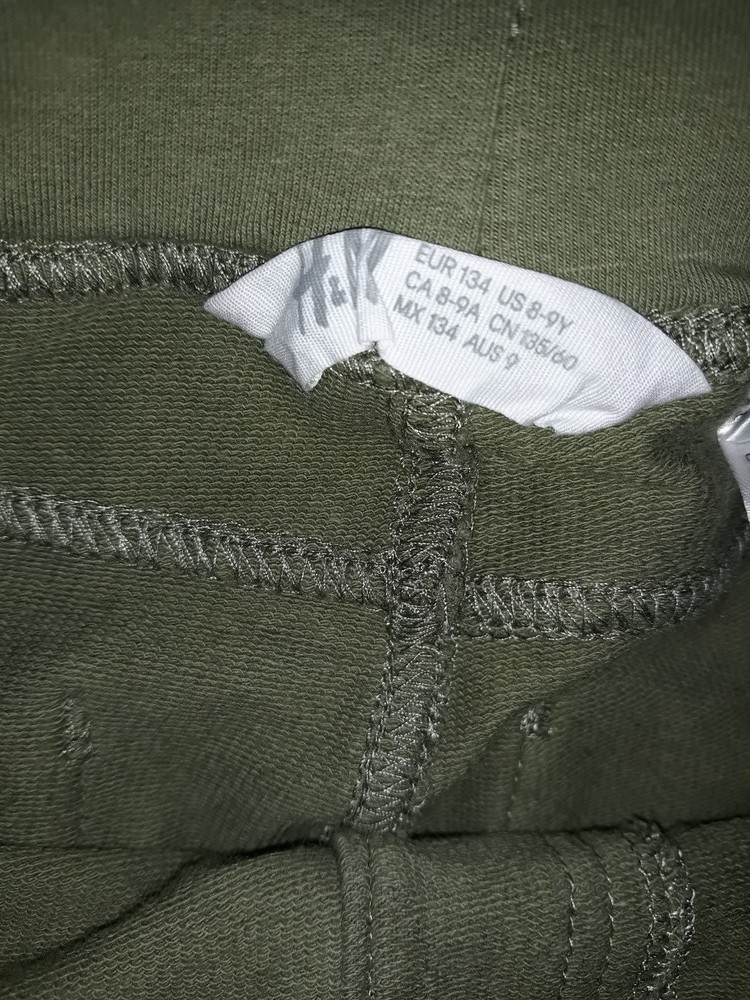 H&M
EUR 134 US 8-9Y
CA 8-9A CN 135/60
MX 134 AUS 9